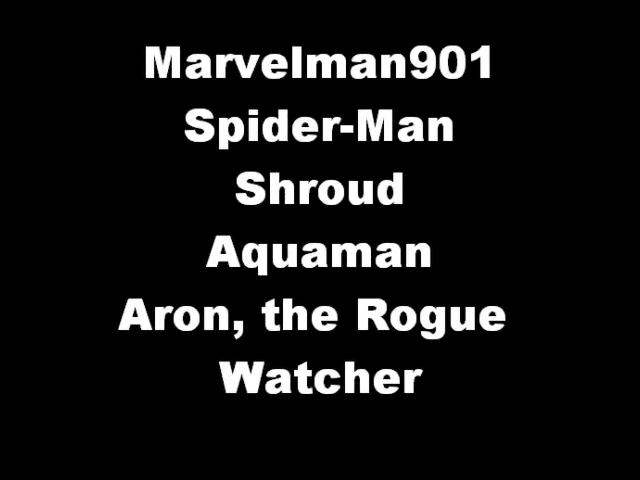 Marvelman901
Spider-Man
Shroud
Aquaman
Aron, the Rogue
Watcher